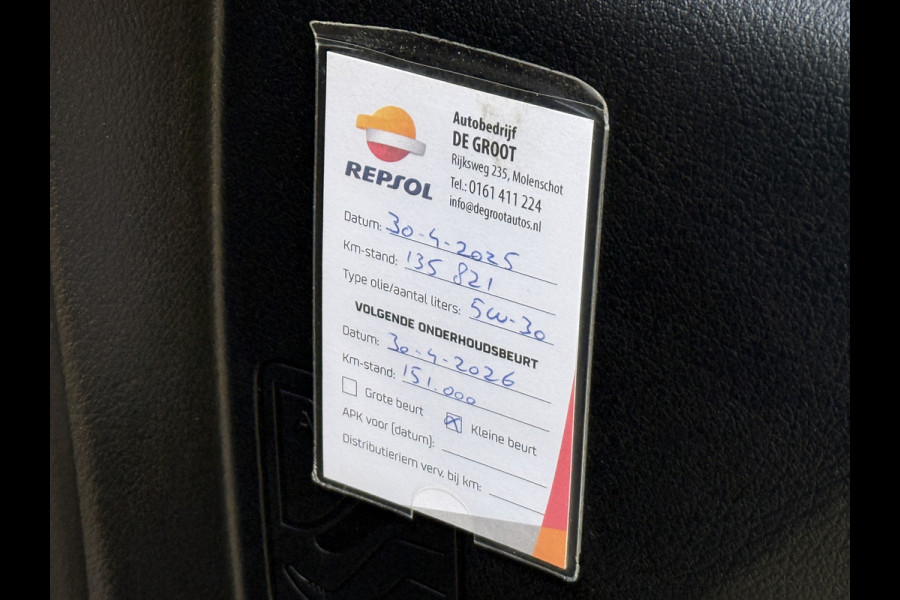 REPSOL
Autobedrijf
DE GROOT
Rijksweg 235, Molenschot
Tel.: 0161 411 224
info@degrootautos.nl
Datum: 30-4-2025
Km-stand: 135 821
Type olie/aantal liters: 5w-30
VOLGENDE ONDERHOUDSBEURT
Datum: 30-4-2026
Km-stand: 151.000
Grote beurt Kleine beurt
APK voor (datum):
Distributieriem verv. bij km: